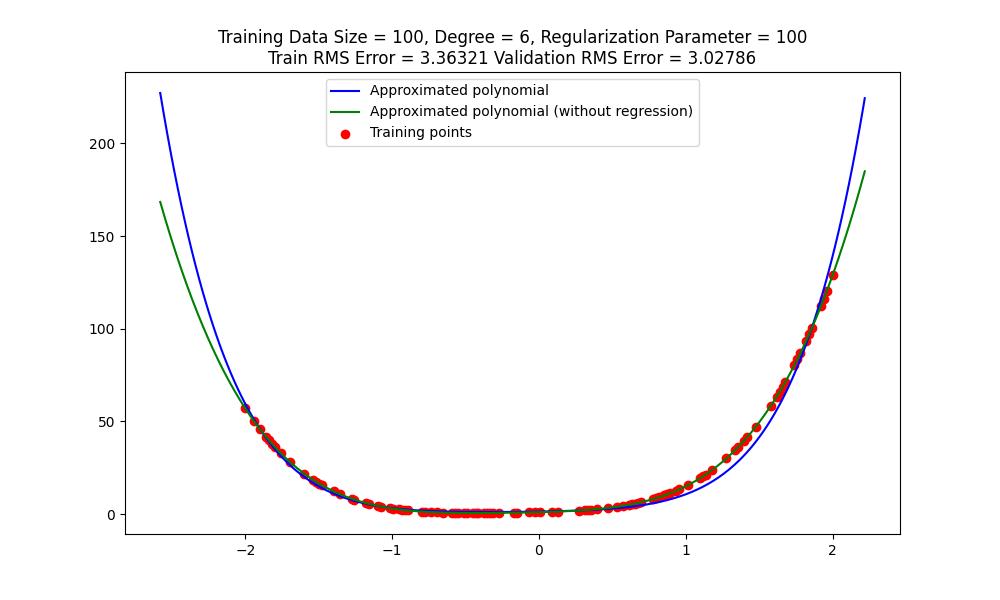 Training Data Size = 100, Degree = 6, Regularization Parameter = 100
Train RMS Error = 3.36321 Validation RMS Error = 3.02786
Approximated polynomial
Approximated polynomial (without regression)
Training points
200
150
100
50
0
−2
−1
0
1
2